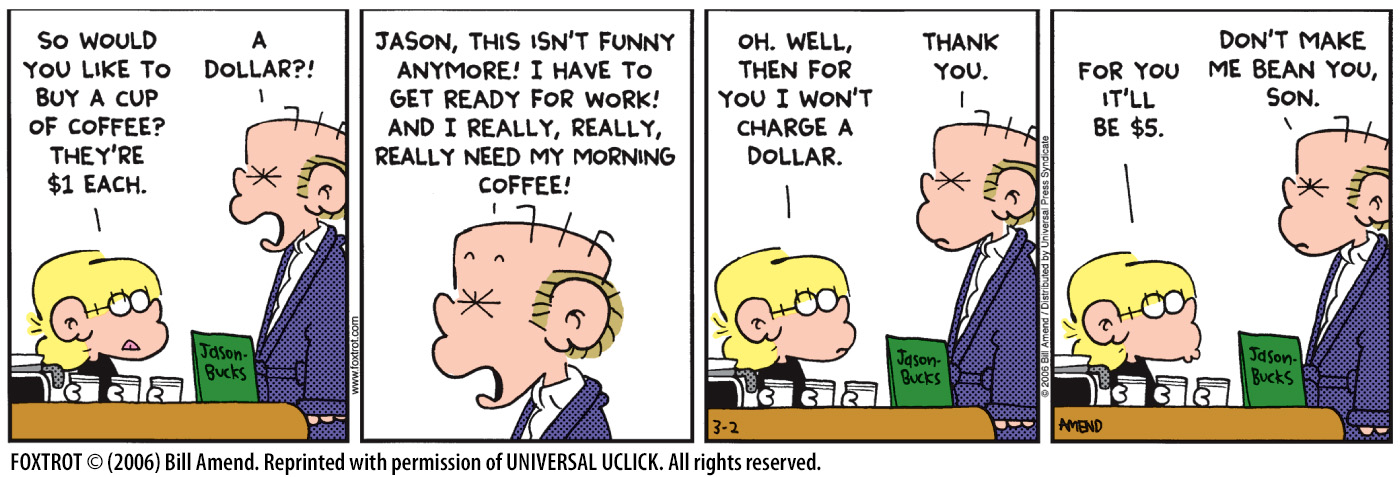 SO WOULD
YOU LIKE TO
BUY A CUP
OF COFFEE?
THEY'RE
$1 EACH.
A
DOLLAR?!
Jason-
Bucks
JASON, THIS ISN'T FUNNY
ANYMORE! I HAVE TO
GET READY FOR WORK!
AND I REALLY, REALLY,
REALLY NEED MY MORNING
COFFEE!
www.foxtrot.com
OH. WELL,
THEN FOR
YOU I WON'T
CHARGE A
DOLLAR.
THANK
YOU.
Jason-
Bucks
3-2
© 2006 Bill Amend / Distributed by Universal Press Syndicate
FOR YOU
IT'LL
BE $5.
DON'T MAKE
ME BEAN YOU,
SON.
Jason-
Bucks
AMEND
FOXTROT © (2006) Bill Amend. Reprinted with permission of UNIVERSAL UCLICK. All rights reserved.